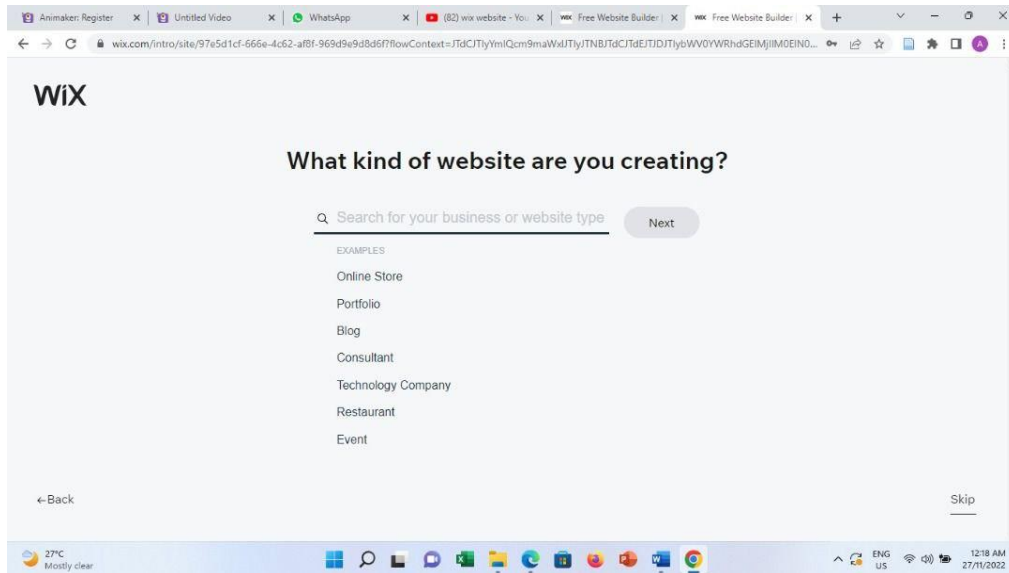 Animaker: Register
Untitled Video
WhatsApp
(82) wix website - You
WIX Free Website Builder |
WIX Free Website Builder |
WiX
What kind of website are you creating?
Search for your business or website type
Next
EXAMPLES
Online Store
Portfolio
Blog
Consultant
Technology Company
Restaurant
Event
←Back
Skip
27°C
Mostly clear
ENG
US
12:18 AM
27/11/2022